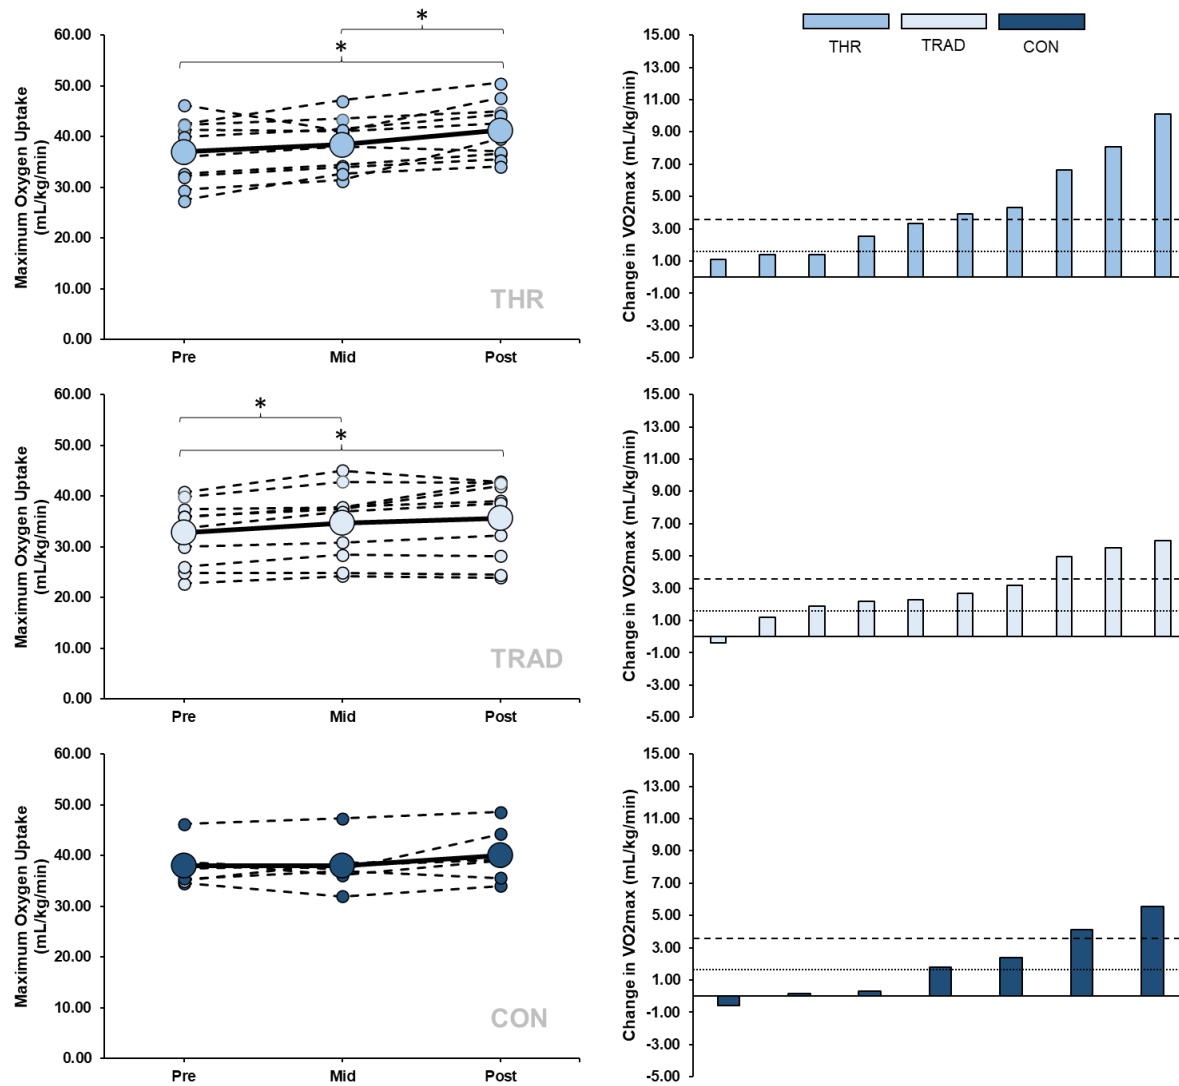 THR
TRAD
CON
Maximum Oxygen Uptake
(mL/kg/min)
60.00
50.00
40.00
30.00
20.00
10.00
0.00
*
*
THR
Pre
Mid
Post
Change in VO2max (mL/kg/min)
15.00
13.00
11.00
9.00
7.00
5.00
3.00
1.00
-1.00
-3.00
-5.00
Maximum Oxygen Uptake
(mL/kg/min)
60.00
50.00
40.00
30.00
20.00
10.00
0.00
*
*
TRAD
Pre
Mid
Post
Change in VO2max (mL/kg/min)
15.00
13.00
11.00
9.00
7.00
5.00
3.00
1.00
-1.00
-3.00
-5.00
Maximum Oxygen Uptake
(mL/kg/min)
60.00
50.00
40.00
30.00
20.00
10.00
0.00
CON
Pre
Mid
Post
Change in VO2max (mL/kg/min)
15.00
13.00
11.00
9.00
7.00
5.00
3.00
1.00
-1.00
-3.00
-5.00